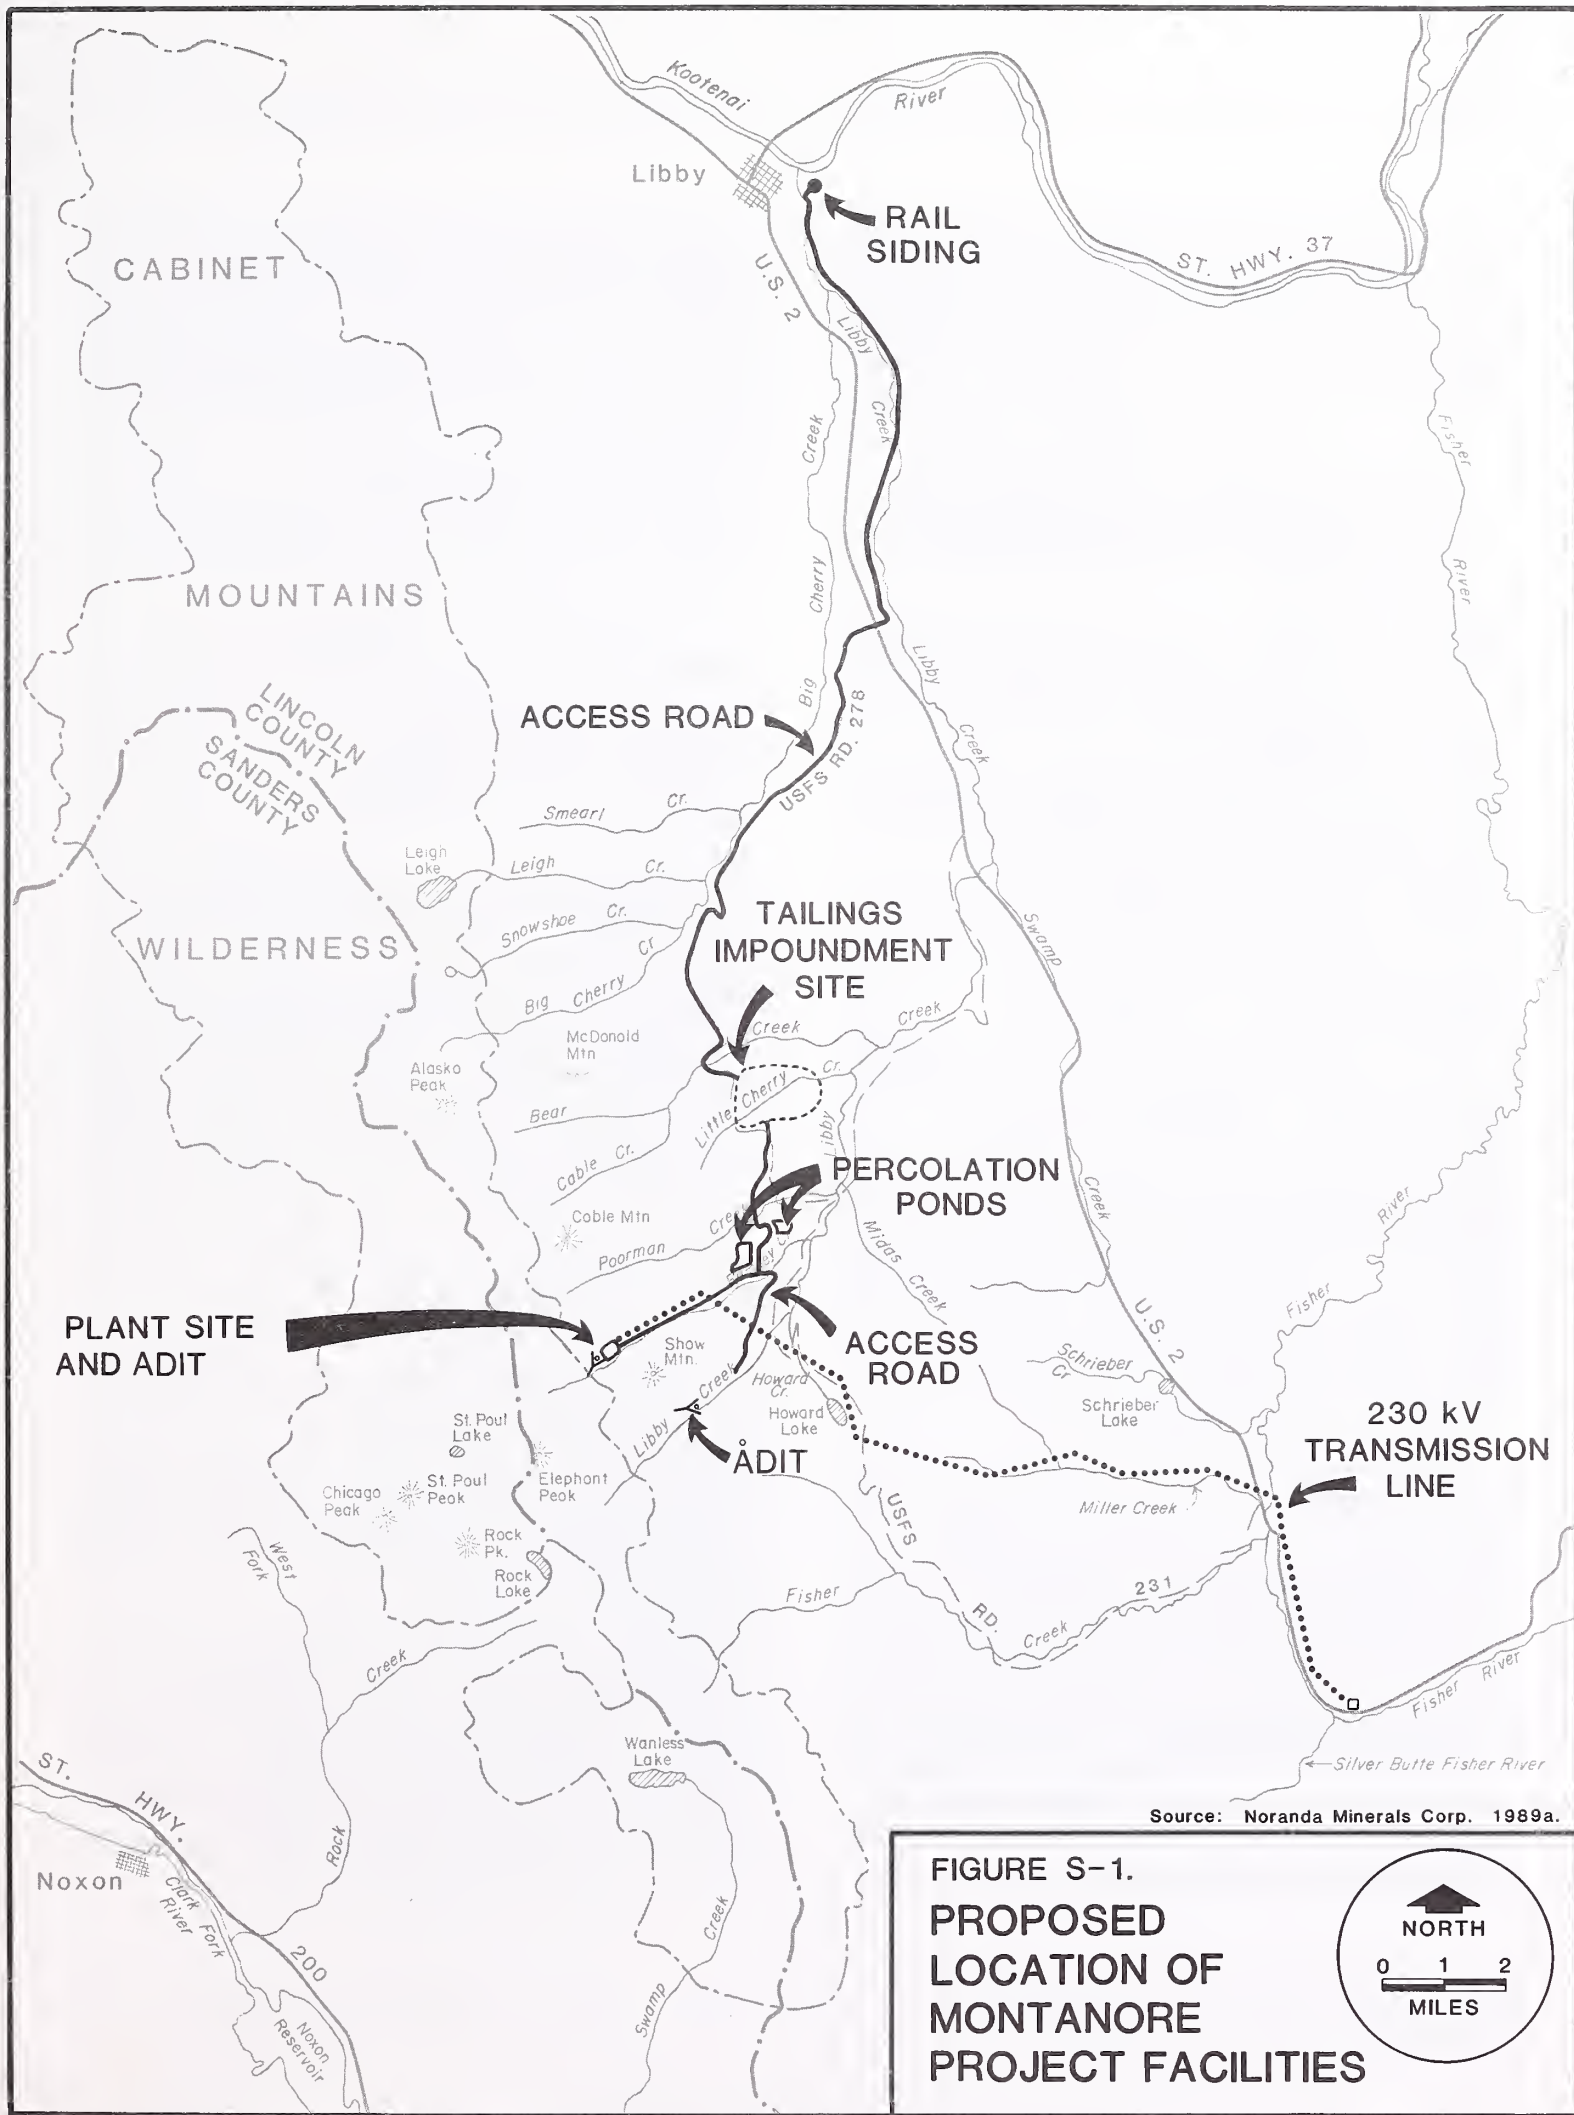 Kootenai
River
Libby
RAIL
SIDING
ST. HWY. 37
CABINET
U.S. 2
Libby
Creek
Creek
Fisher
River
Cherry
MOUNTAINS
Big
Libby
Creek
LINCOLN
COUNTY
SANDERS
COUNTY
ACCESS ROAD
USFS RD. 278
Smearl Cr.
Leigh
Lake
Leigh Cr.
Snowshoe Cr.
Big Cherry Cr
WILDERNESS
TAILINGS
IMPOUNDMENT
SITE
Swamp
Creek
Creek
Creek
McDonald
Mtn
Alaska
Peak
Bear
Little Cherry Cr.
Libby
Cable Cr.
PERCOLATION
PONDS
Cable Mtn
Poorman Creek
Midas Creek
River
Fisher
PLANT SITE
AND ADIT
Show
Mtn.
ACCESS
ROAD
U.S. 2
Schrieber
Cr
Schrieber
Lake
Howard
Cr.
Howard
Lake
Libby Creek
ADIT
230 kV
TRANSMISSION
LINE
St. Paul
Lake
St. Paul
Peak
Elephant
Peak
Chicago
Peak
Rock
Pk.
Rock
Lake
Miller Creek
USFS
RD.
231
West
Fork
Fisher
Creek
Creek
Fisher River
Wanless
Lake
Silver Butte Fisher River
ST.
HWY.
200
Noxon
Clark Fork
River
Rock
Creek
Swamp
Noxon
Reservoir
Source: Noranda Minerals Corp. 1989a.
FIGURE S-1.
PROPOSED
LOCATION OF
MONTANORE
PROJECT FACILITIES
NORTH
0 1 2
MILES